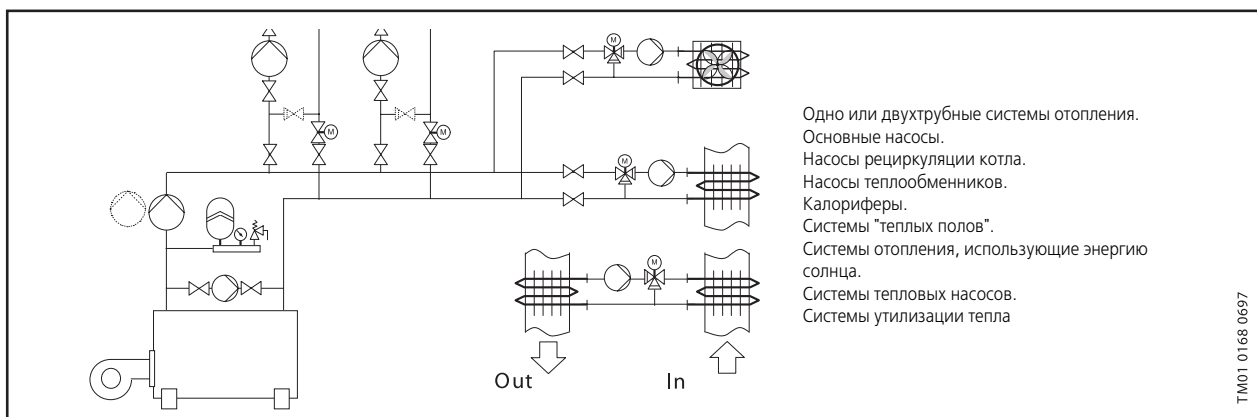 M
M
M
M
M
Одно или двухтрубные системы отопления.
Основные насосы.
Насосы рециркуляции котла.
Насосы теплообменников.
Калориферы.
Системы "теплых полов".
Системы отопления, использующие энергию
солнца.
Системы тепловых насосов.
Системы утилизации тепла
Out
In
TM01 0168 0697